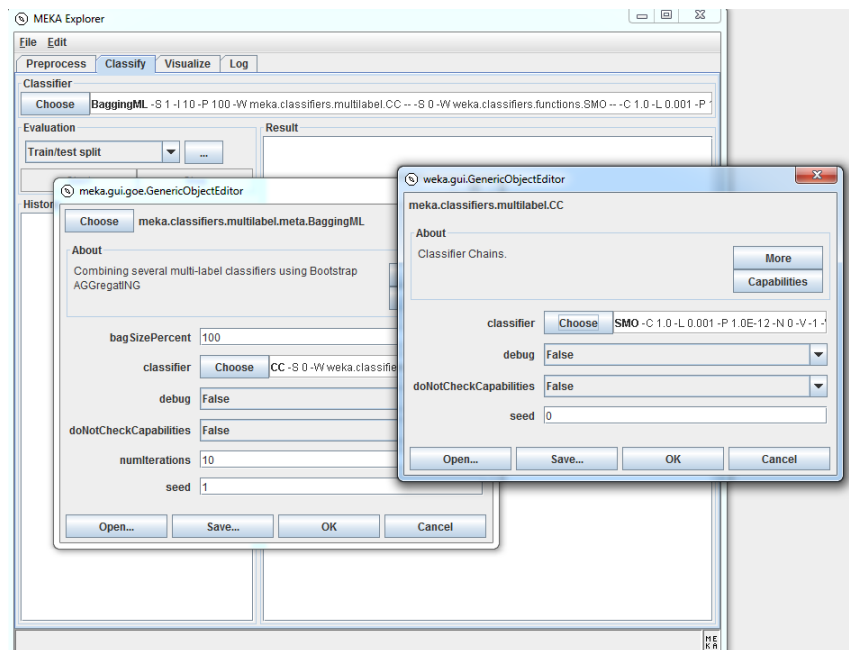 MEKA Explorer
File Edit
Preprocess Classify Visualize Log
Classifier
Choose BaggingML -S 1 -I 10 -P 100 -W meka.classifiers.multilabel.CC -- -S 0 -W weka.classifiers.functions.SMO -- -C 1.0 -L 0.001 -P
Evaluation
Result
Train/test split ...
Histor
meka.gui.goe.GenericObjectEditor
Choose meka.classifiers.multilabel.meta.BaggingML
About
Combining several multi-label classifiers using Bootstrap
AGGregatING
bagSizePercent 100
classifier Choose CC -S 0 -W weka.classifie
debug False
doNotCheckCapabilities False
numIterations 10
seed 1
Open... Save... OK Cancel
weka.gui.GenericObjectEditor
meka.classifiers.multilabel.CC
About
Classifier Chains.
More
Capabilities
classifier Choose SMO -C 1.0 -L 0.001 -P 1.0E-12 -N 0 -V -1
debug False
doNotCheckCapabilities False
seed 0
Open... Save... OK Cancel
ME
KA